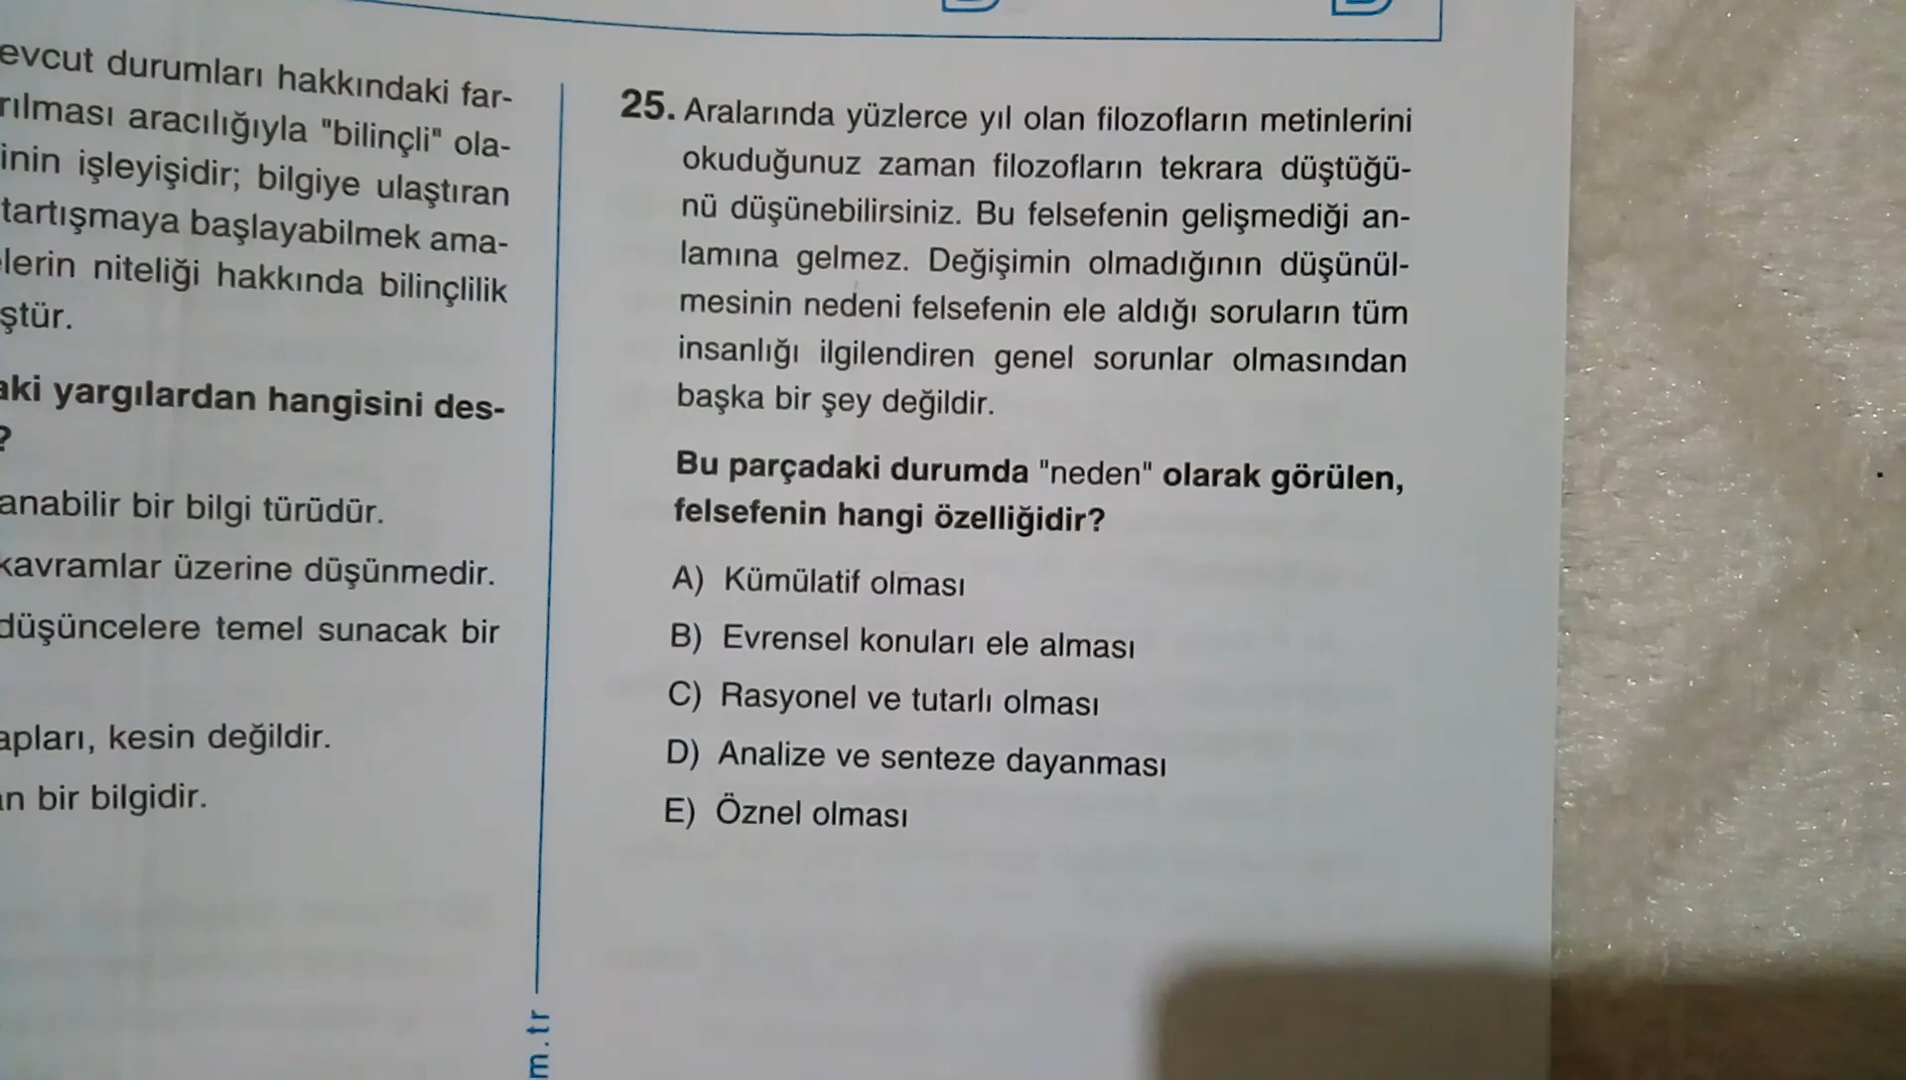 evcut durumları hakkındaki far-
rılması aracılığıyla "bilinçli" ola-
inin işleyişidir; bilgiye ulaştıran
tartışmaya başlayabilmek ama-
lerin niteliği hakkında bilinçlilik
ştür.
aki yargılardan hangisini des-
?
anabilir bir bilgi türüdür.
kavramlar üzerine düşünmedir.
düşüncelere temel sunacak bir
apları, kesin değildir.
an bir bilgidir.
m.tr
25. Aralarında yüzlerce yıl olan filozofların metinlerini
okuduğunuz zaman filozofların tekrara düştüğü-
nü düşünebilirsiniz. Bu felsefenin gelişmediği an-
lamına gelmez. Değişimin olmadığının düşünül-
mesinin nedeni felsefenin ele aldığı soruların tüm
insanlığı ilgilendiren genel sorunlar olmasından
başka bir şey değildir.
Bu parçadaki durumda "neden" olarak görülen,
felsefenin hangi özelliğidir?
A) Kümülatif olması
B) Evrensel konuları ele alması
C) Rasyonel ve tutarlı olması
D) Analize ve senteze dayanması
E) Öznel olması